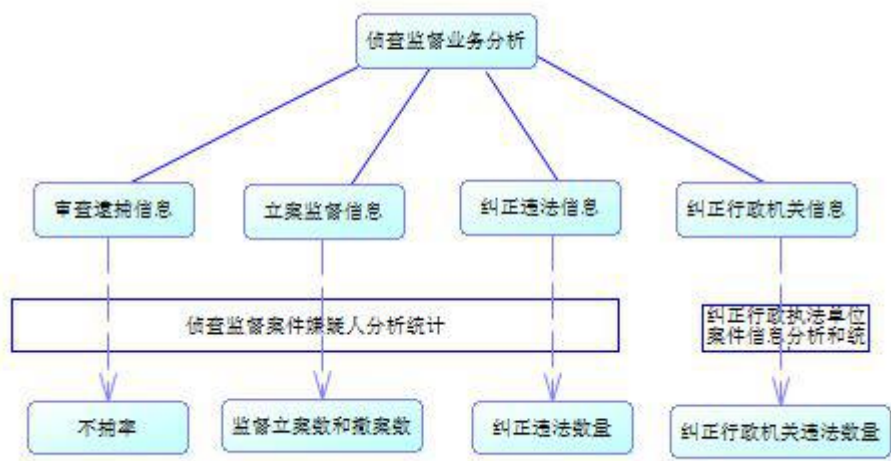 侦查监督业务分析
审查逮捕信息
立案监督信息
纠正违法信息
纠正行政机关信息
侦查监督案件嫌疑人分析统计
纠正行政执法单位
案件信息分析和统
不捕率
监督立案数和撤案数
纠正违法数量
纠正行政机关违法数量